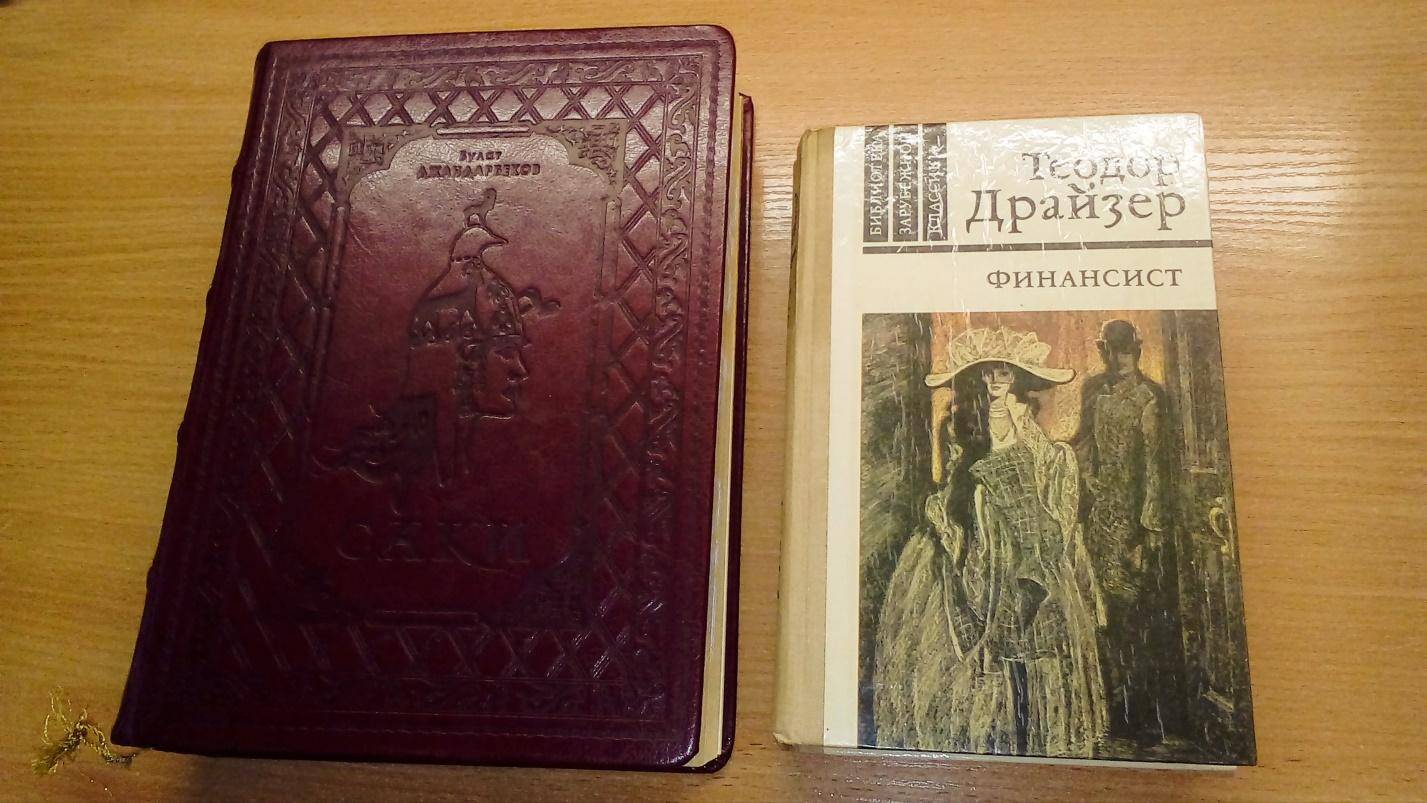 Булат
ДЖАНДАРБЕКОВ
САКИ
БИБЛИОТЕКА
ЗАРУБЕЖНОЙ
КЛАССИКИ
Теодор
Драйзер
ФИНАНСИСТ